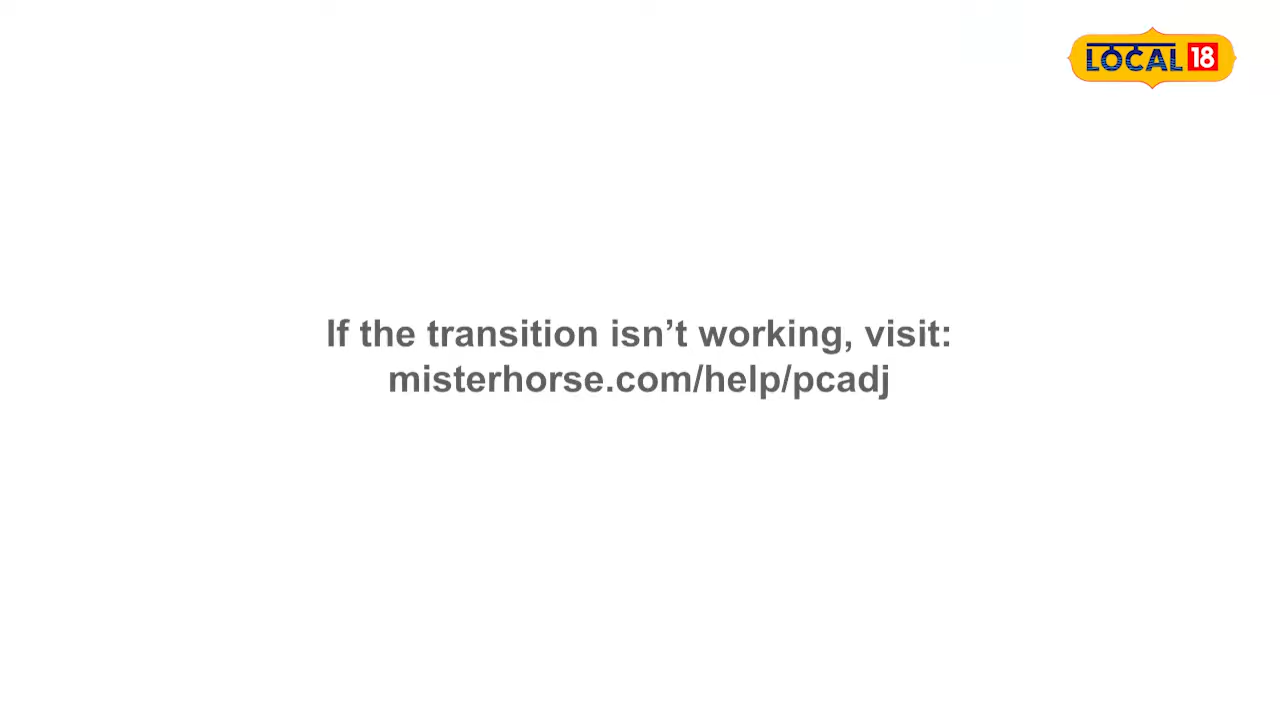 LOCAL 18
If the transition isn’t working, visit:
misterhorse.com/help/pcadj